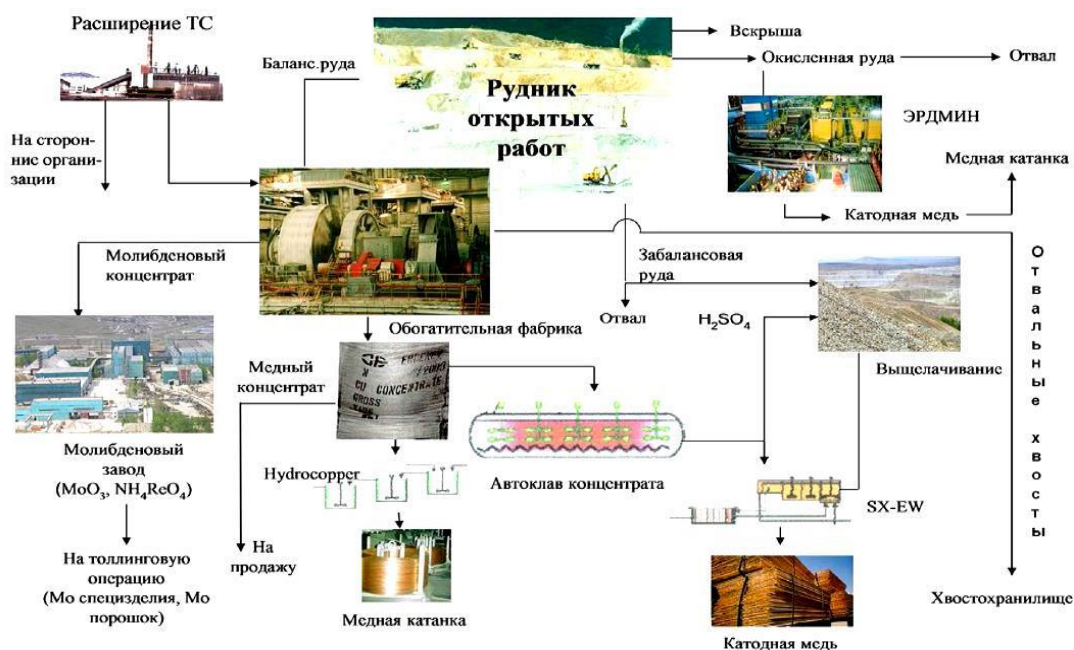 Расширение ТС
Вскрыша
Баланс.руда
Окисленная руда
Отвал
Рудник
открытых
работ
ЭРДМИН
На сторон-
ние органи-
зации
Медная катанка
Катодная медь
Молибденовый
концентрат
Забалансовая
руда
Отвал
H₂SO₄
Обогатительная фабрика
Отвальные хвосты
Медный
концентрат
CU
CONCENTRATE
GROSS
Выщелачивание
Hydrocopper
Автоклав концентрата
SX-EW
Молибденовый
завод
(MoO₃, NH₄ReO₄)
На
продажу
На толлинговую
операцию
(Мо специзделия, Мо
порошок)
Медная катанка
Катодная медь
Хвостохранилище